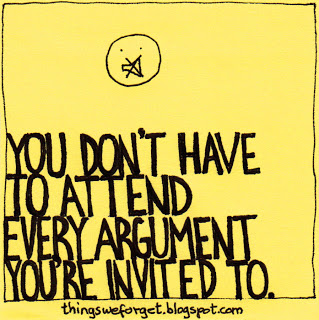 YOU DON'T HAVE
TO ATTEND
EVERY ARGUMENT
YOU'RE INVITED TO.
thingsweforget.blogspot.com